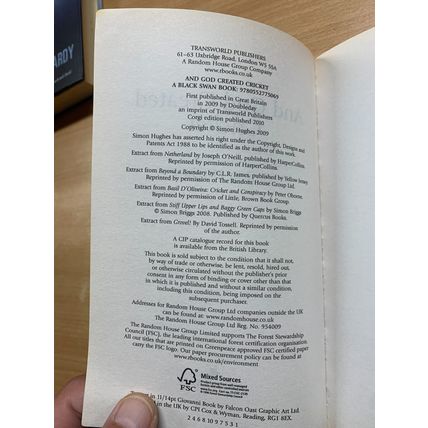 ARDY
TRANSWORLD PUBLISHERS
61–63 Uxbridge Road, London W5 5SA
A Random House Group Company
www.rbooks.co.uk
AND GOD CREATED CRICKET
A BLACK SWAN BOOK: 9780552775069
First published in Great Britain
in 2009 by Doubleday
an imprint of Transworld Publishers
Corgi edition published 2010
Copyright © Simon Hughes 2009
Simon Hughes has asserted his right under the Copyright, Designs and
Patents Act 1988 to be identified as the author of this work.
Extract from Netherland by Joseph O'Neill, published by HarperCollins.
Reprinted by permission of HarperCollins.
Extract from Beyond a Boundary by C.L.R. James, published by Yellow Jersey.
Reprinted by permission of The Random House Group Ltd.
Extract from Basil D'Oliveira: Cricket and Conspiracy by Peter Oborne.
Reprinted by permission of Little, Brown Book Group.
Extract from Stiff Upper Lips and Baggy Green Caps by Simon Briggs
© Simon Briggs 2008. Published by Quercus Books.
Extract from Grovel! By David Tossell. Reprinted by permission
of the author.
A CIP catalogue record for this book
is available from the British Library.
This book is sold subject to the condition that it shall not,
by way of trade or otherwise, be lent, resold, hired out,
or otherwise circulated without the publisher's prior
consent in any form of binding or cover other than that
in which it is published and without a similar condition,
including this condition, being imposed on the
subsequent purchaser.
Addresses for Random House Group Ltd companies outside the UK
can be found at: www.randomhouse.co.uk
The Random House Group Ltd Reg. No. 954009
The Random House Group Limited supports The Forest Stewardship
Council (FSC), the leading international forest certification organisation.
All our titles that are printed on Greenpeace approved FSC certified paper
carry the FSC logo. Our paper procurement policy can be found at
www.rbooks.co.uk/environment
FSC
Mixed Sources
Product group from well-managed
forests and other controlled sources
in 11/14pt Giovanni Book by Falcon Oast Graphic Art Ltd.
in the UK by CPI Cox & Wyman, Reading, RG1 8EX.
2 4 6 8 10 9 7 5 3 1